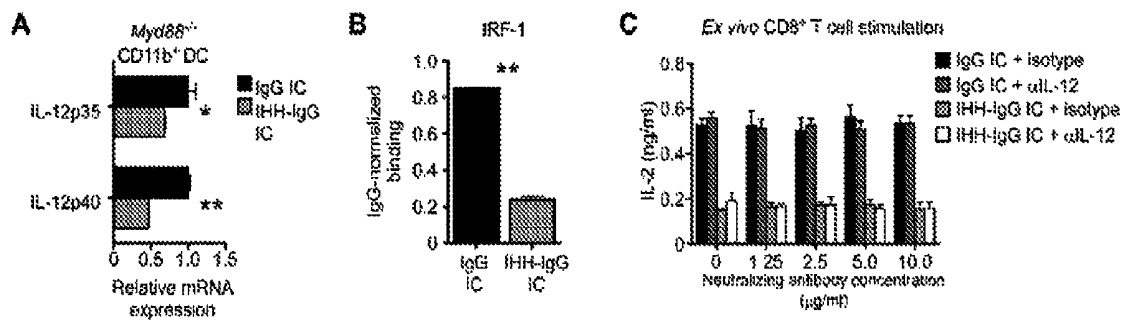 A
Myd88-/-
CD11b+ DC
IgG IC
IHH-IgG
IC
IL-12p35
*
IL-12p40
**
0 0.5 1.0 1.5
Relative mRNA
expression
B
IRF-1
**
IgG-normalized
binding
1.0
0.8
0.6
0.4
0.2
0
IgG
IC
IHH-IgG
IC
C
Ex vivo CD8+ T cell stimulation
IgG IC + isotype
IgG IC + αIL-12
IHH-IgG IC + isotype
IHH-IgG IC + αIL-12
IL-2 (ng/ml)
0.8
0.6
0.4
0.2
0
0 1.25 2.5 5.0 10.0
Neutralizing antibody concentration
(μg/ml)